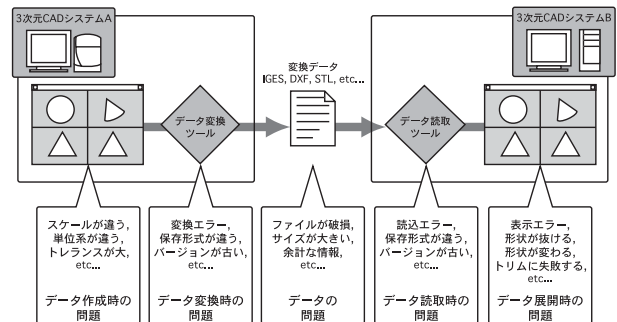 3次元CADシステムA
3次元CADシステムB
変換データ
IGES, DXF, STL, etc...
データ変換
ツール
データ読取
ツール
スケールが違う,
単位系が違う,
トレランスが大,
etc...
データ作成時の
問題
変換エラー,
保存形式が違う,
バージョンが古い,
etc...
データ変換時の
問題
ファイルが破損,
サイズが大きい,
余計な情報,
etc...
データの
問題
読込エラー,
保存形式が違う,
バージョンが古い,
etc...
データ読取時の
問題
表示エラー,
形状が抜ける,
形状が変わる,
トリムに失敗する,
etc...
データ展開時の
問題